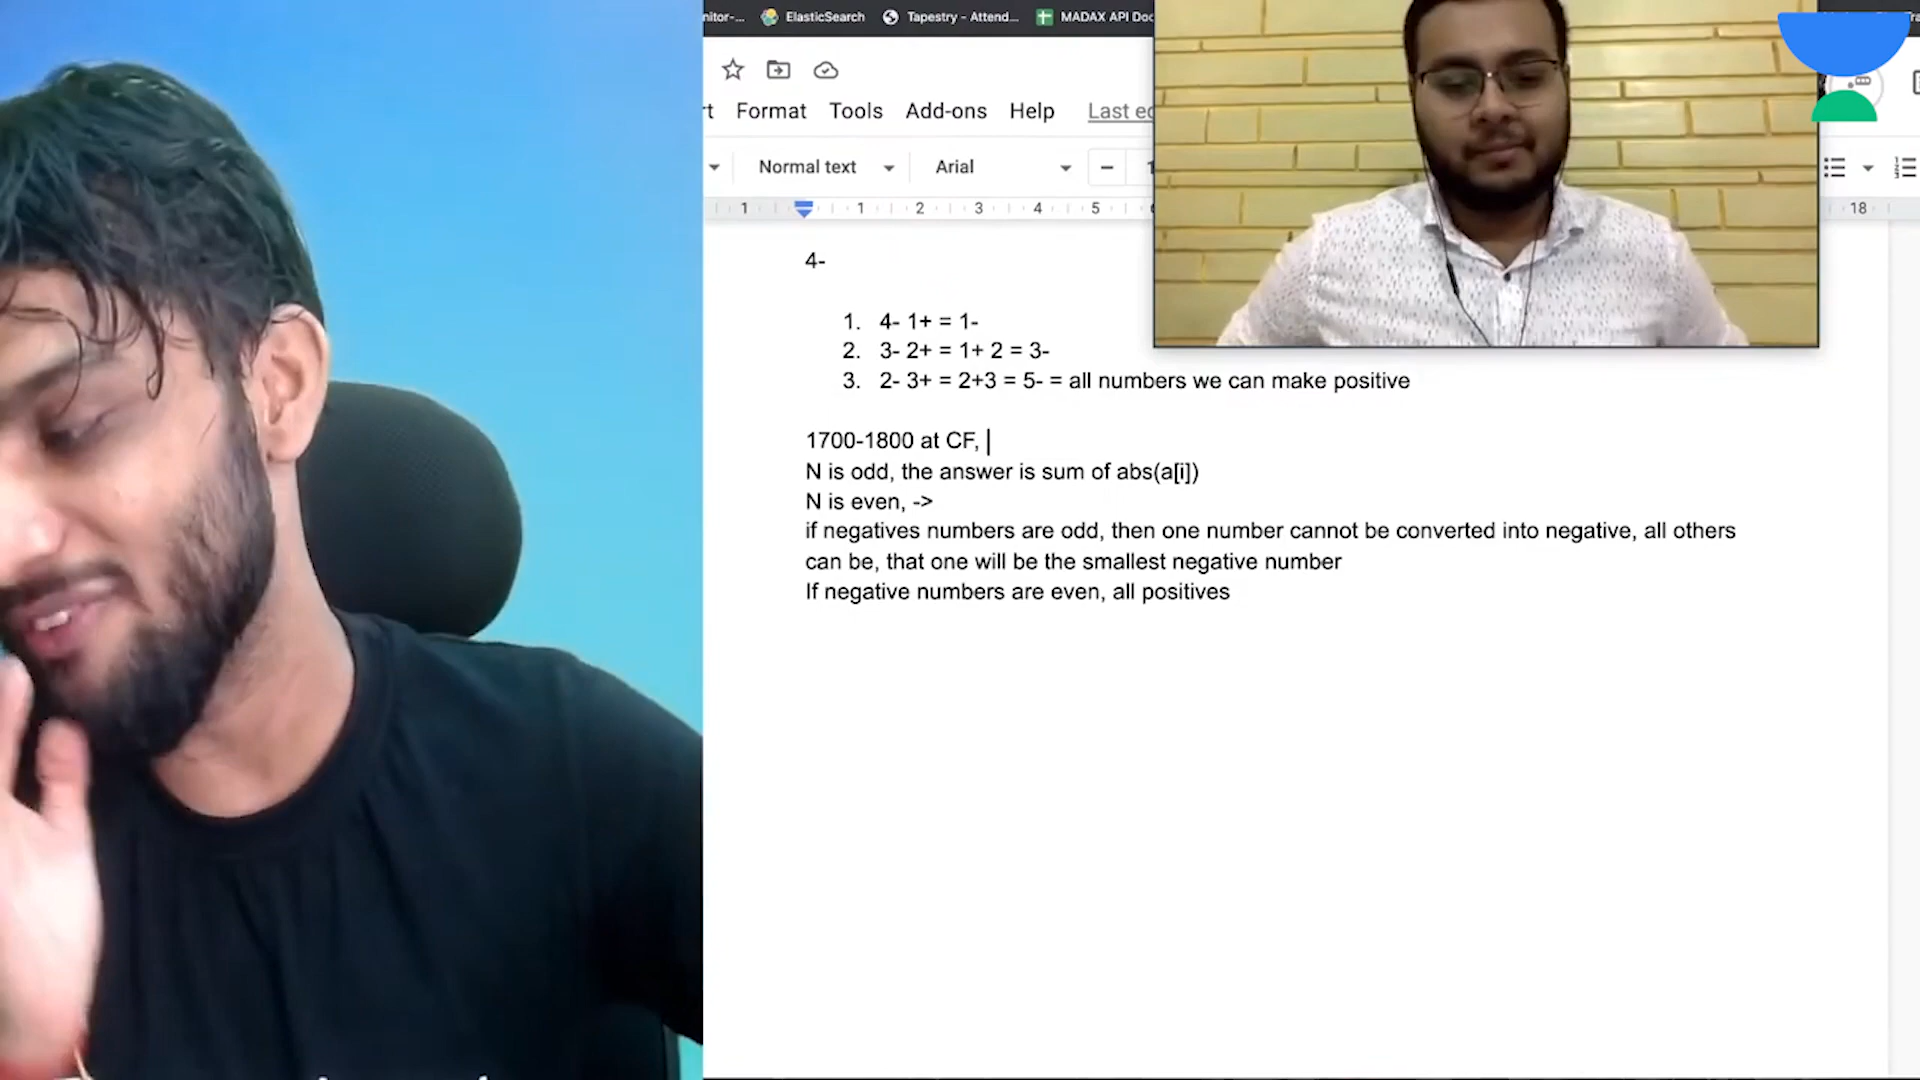 ElasticSearch
Tapestry - Attend...
MADAX API Doc
Format Tools Add-ons Help Last ed
Normal text Arial
1 1 2 3 4 5 18
4-
1. 4- 1+ = 1-
2. 3- 2+ = 1+ 2 = 3-
3. 2- 3+ = 2+3 = 5- = all numbers we can make positive
1700-1800 at CF,
N is odd, the answer is sum of abs(a[i])
N is even, ->
if negatives numbers are odd, then one number cannot be converted into negative, all others
can be, that one will be the smallest negative number
If negative numbers are even, all positives